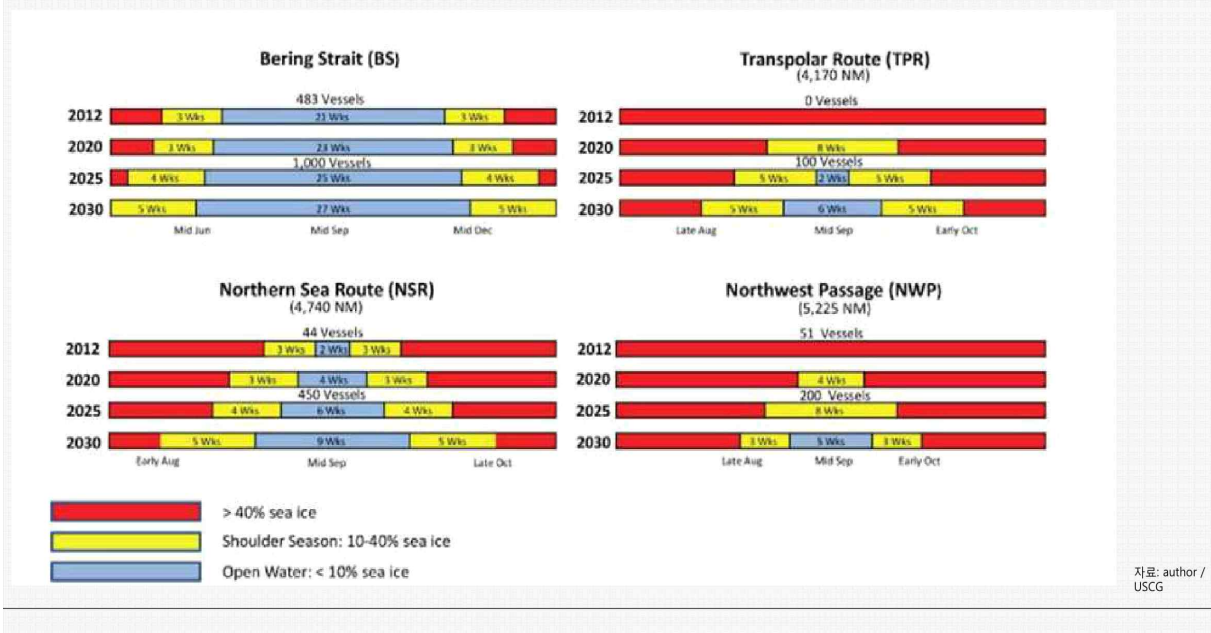 Bering Strait (BS)
483 Vessels
2012 3 Wks 21 Wks 3 Wks
2020 3 Wks 23 Wks 3 Wks
1,000 Vessels
2025 4 Wks 25 Wks 4 Wks
2030 5 Wks 27 Wks 5 Wks
Mid Jun Mid Sep Mid Dec
Transpolar Route (TPR)
(4,170 NM)
0 Vessels
2012
2020 8 Wks
100 Vessels
2025 5 Wks 2 Wks 5 Wks
2030 5 Wks 6 Wks 5 Wks
Late Aug Mid Sep Early Oct
Northern Sea Route (NSR)
(4,740 NM)
44 Vessels
2012 3 Wks 2 Wks 3 Wks
2020 3 Wks 4 Wks 3 Wks
450 Vessels
2025 4 Wks 6 Wks 4 Wks
2030 5 Wks 9 Wks 5 Wks
Early Aug Mid Sep Late Oct
Northwest Passage (NWP)
(5,225 NM)
51 Vessels
2012
2020 4 Wks
200 Vessels
2025 8 Wks
2030 3 Wks 5 Wks 3 Wks
Late Aug Mid Sep Early Oct
> 40% sea ice
Shoulder Season: 10-40% sea ice
Open Water: < 10% sea ice
자료: author /
USCG